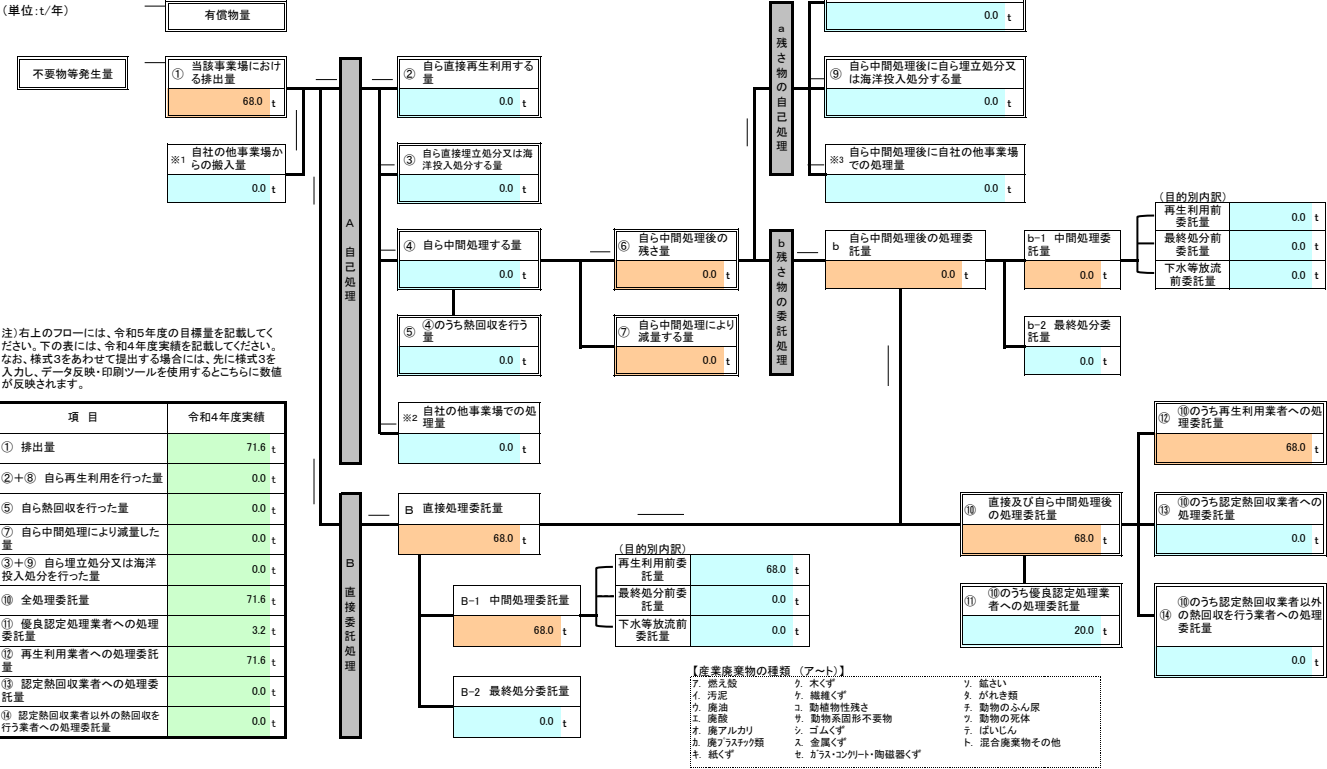 (単位:t/年)
有償物量
不要物等発生量
① 当該事業場におけ
る排出量
68.0 t
※1 自社の他事業場か
らの搬入量
0.0 t
A 自己処理
② 自ら直接再生利用する
量
0.0 t
③ 自ら直接埋立処分又は海
洋投入処分する量
0.0 t
④ 自ら中間処理する量
0.0 t
⑤ ④のうち熱回収を行う
量
0.0 t
※2 自社の他事業場での処
理量
0.0 t
⑥ 自ら中間処理後の
残さ量
0.0 t
⑦ 自ら中間処理により
減量する量
0.0 t
a 残さ物の自己処理
0.0 t
⑨ 自ら中間処理後に自ら埋立処分又
は海洋投入処分する量
0.0 t
※3 自ら中間処理後に自社の他事業場
での処理量
0.0 t
b 残さ物の委託処理
b 自ら中間処理後の処理委
託量
0.0 t
b-1 中間処理委
託量
0.0 t
(目的別内訳)
再生利用前
委託量
0.0 t
最終処分前
委託量
0.0 t
下水等放流
前委託量
0.0 t
b-2 最終処分委
託量
0.0 t
注)右上のフローには、令和5年度の目標量を記載してく
ださい。下の表には、令和4年度実績を記載してください。
なお、様式3をあわせて提出する場合には、先に様式3を
入力し、データ反映・印刷ツールを使用するとこちらに数値
が反映されます。
項 目 令和4年度実績
① 排出量 71.6 t
②+⑧ 自ら再生利用を行った量 0.0 t
⑤ 自ら熱回収を行った量 0.0 t
⑦ 自ら中間処理により減量した
量 0.0 t
③+⑨ 自ら埋立処分又は海洋
投入処分を行った量 0.0 t
⑩ 全処理委託量 71.6 t
⑪ 優良認定処理業者への処理
委託量 3.2 t
⑫ 再生利用業者への処理委託
量 71.6 t
⑬ 認定熱回収業者への処理委
託量 0.0 t
⑭ 認定熱回収業者以外の熱回収を
行う業者への処理委託量 0.0 t
B 直接委託処理
B 直接処理委託量
68.0 t
B-1 中間処理委託量
68.0 t
(目的別内訳)
再生利用前委
託量
68.0 t
最終処分前委
託量
0.0 t
下水等放流前
委託量
0.0 t
B-2 最終処分委託量
0.0 t
⑩ 直接及び自ら中間処理後
の処理委託量
68.0 t
⑪ ⑩のうち優良認定処理業
者への処理委託量
20.0 t
⑫ ⑩のうち再生利用業者への処
理委託量
68.0 t
⑬ ⑩のうち認定熱回収業者への
処理委託量
0.0 t
⑭ ⑩のうち認定熱回収業者以外
の熱回収を行う業者への処理
委託量
0.0 t
【産業廃棄物の種類 (ア~ト)】
ア. 燃え殻 ク. 木くず ソ. 鉱さい
イ. 汚泥 ケ. 繊維くず タ. がれき類
ウ. 廃油 コ. 動植物性残さ チ. 動物のふん尿
エ. 廃酸 サ. 動物系固形不要物 ツ. 動物の死体
オ. 廃アルカリ シ. ゴムくず テ. ばいじん
カ. 廃プラスチック類 ス. 金属くず ト. 混合廃棄物その他
キ. 紙くず セ. ガラス・コンクリート・陶磁器くず